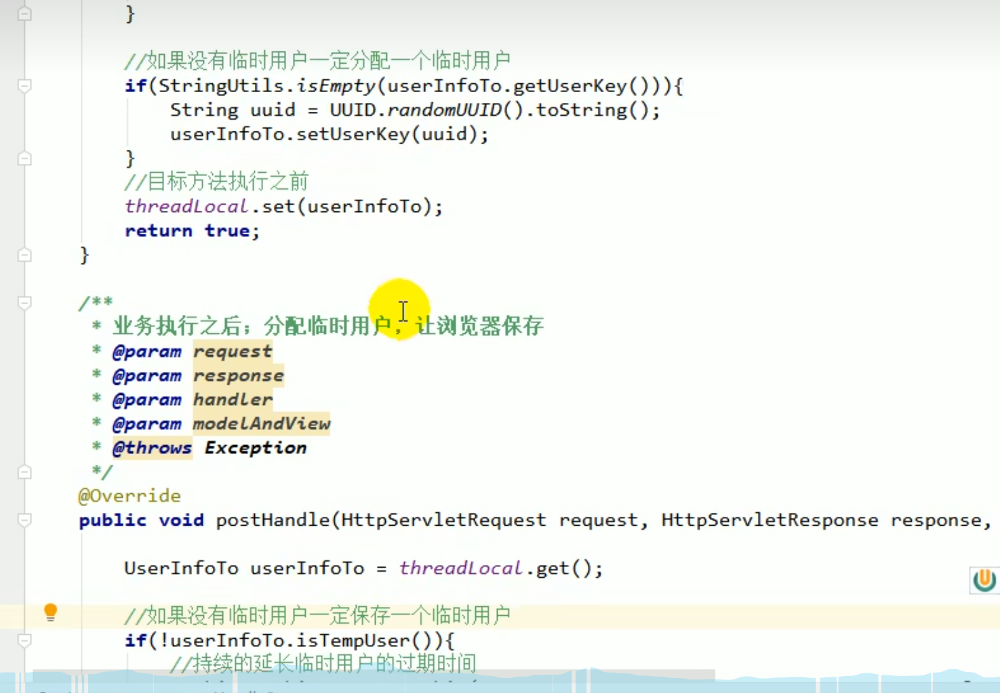 }
//如果没有临时用户一定分配一个临时用户
if(StringUtils.isEmpty(userInfoTo.getUserKey())){
String uuid = UUID.randomUUID().toString();
userInfoTo.setUserKey(uuid);
}
//目标方法执行之前
threadLocal.set(userInfoTo);
return true;
}
/**
* 业务执行之后；分配临时用户，让浏览器保存
* @param request
* @param response
* @param handler
* @param modelAndView
* @throws Exception
*/
@Override
public void postHandle(HttpServletRequest request, HttpServletResponse response,
UserInfoTo userInfoTo = threadLocal.get();
//如果没有临时用户一定保存一个临时用户
if(!userInfoTo.isTempUser()){
//持续的延长临时用户的过期时间